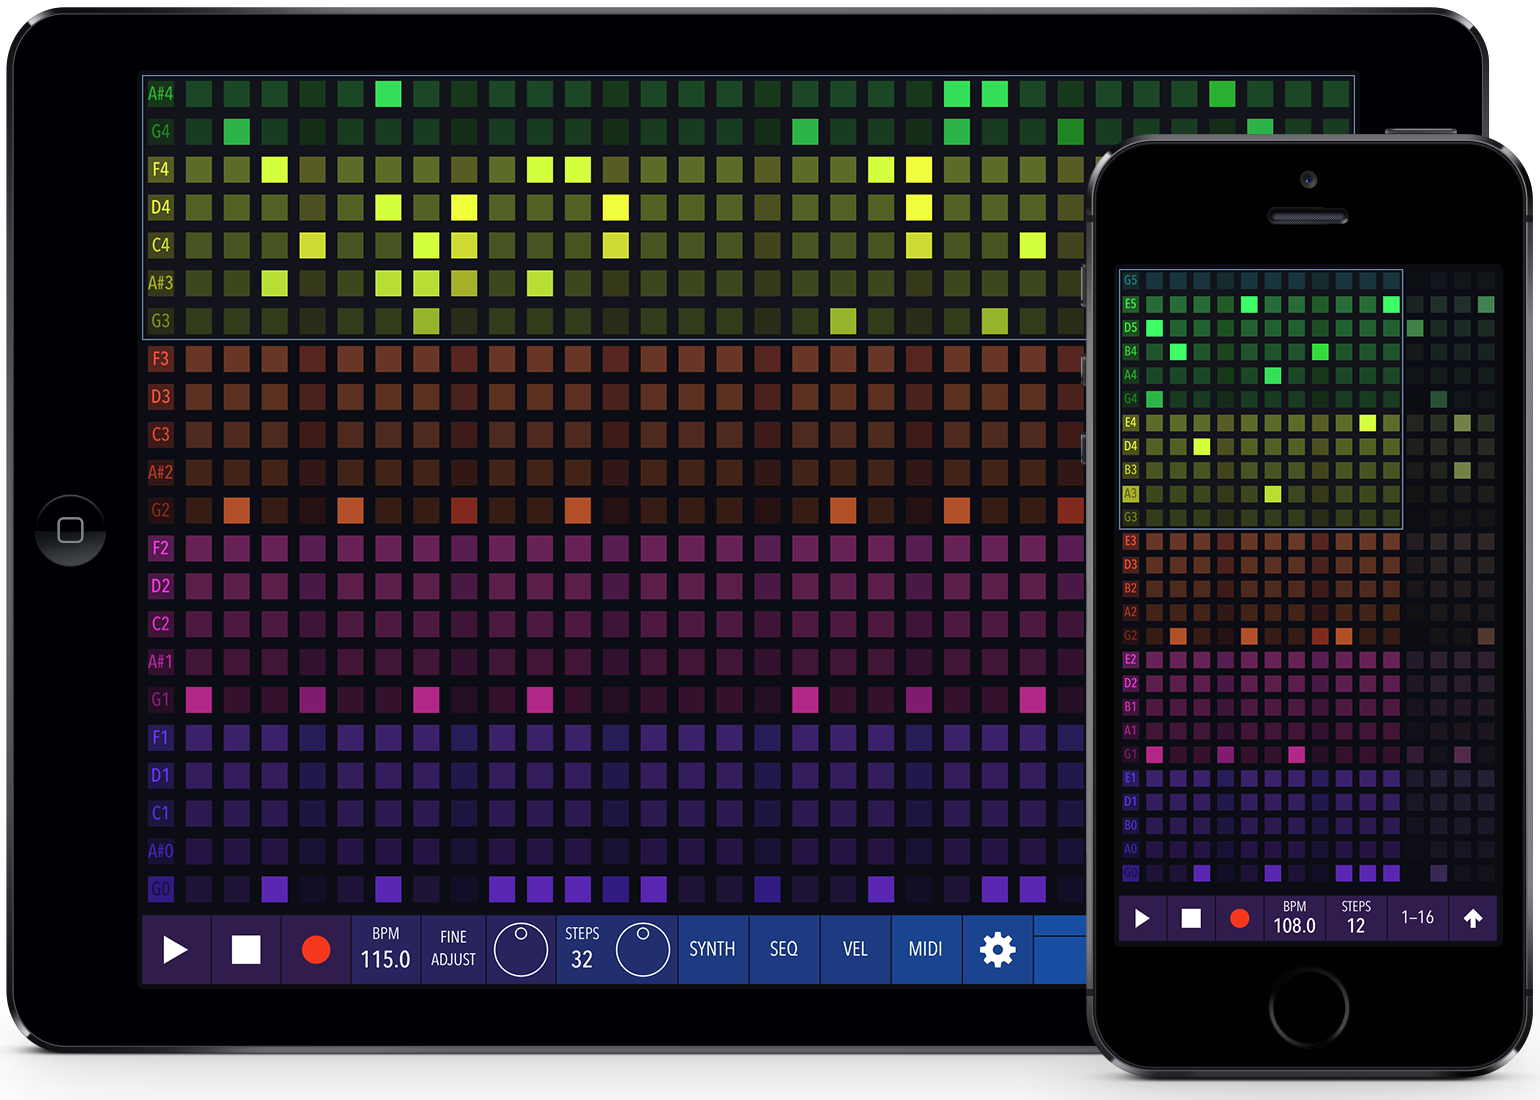 A#4
G4
F4
D4
C4
A#3
G3
F3
D3
C3
A#2
G2
F2
D2
C2
A#1
G1
F1
D1
C1
A#0
G0
BPM
115.0
FINE
ADJUST
STEPS
32
SYNTH
SEQ
VEL
MIDI
G5
E5
D5
B4
A4
G4
E4
D4
B3
A3
G3
E3
D3
B2
A2
G2
E2
D2
B1
A1
G1
E1
D1
B0
A0
G0
BPM
108.0
STEPS
12
1–16